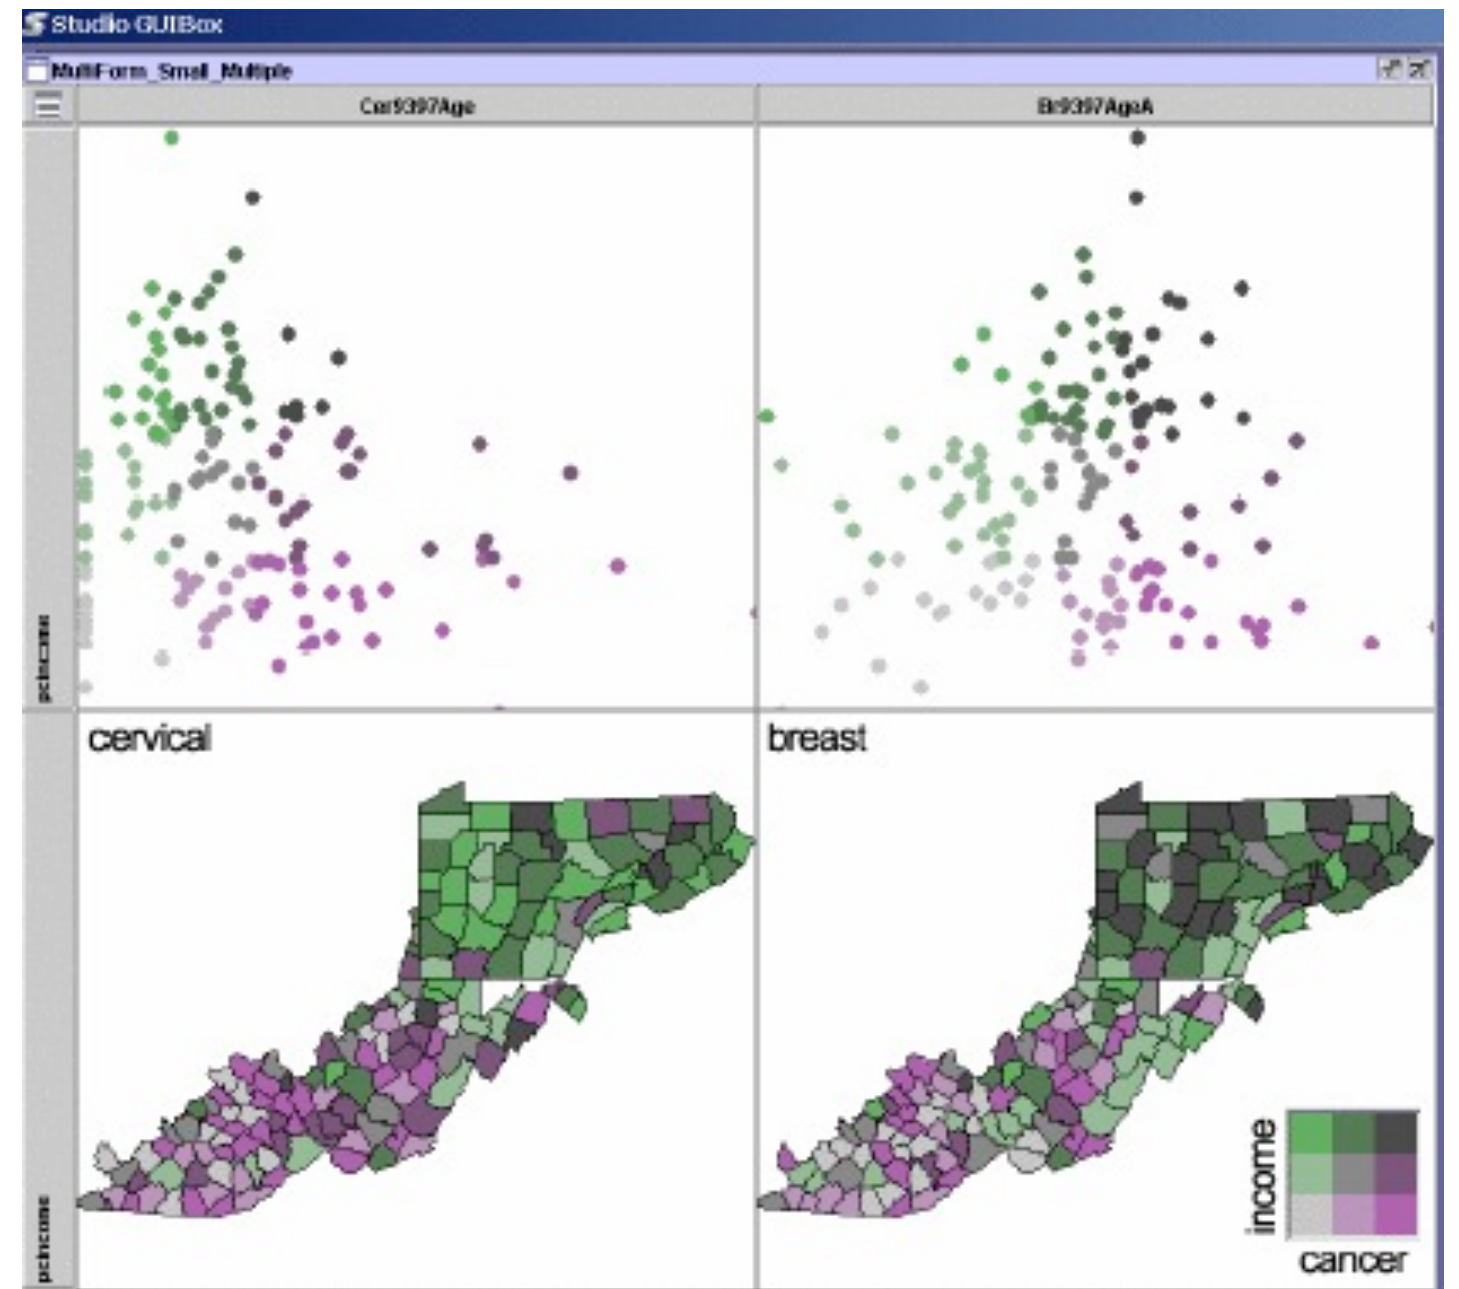 Studio GUIBox
MultiForm_Small_Multiple
Cer9397Age
Br9397AgeA
pcincome
cervical
breast
pcincome
income
cancer